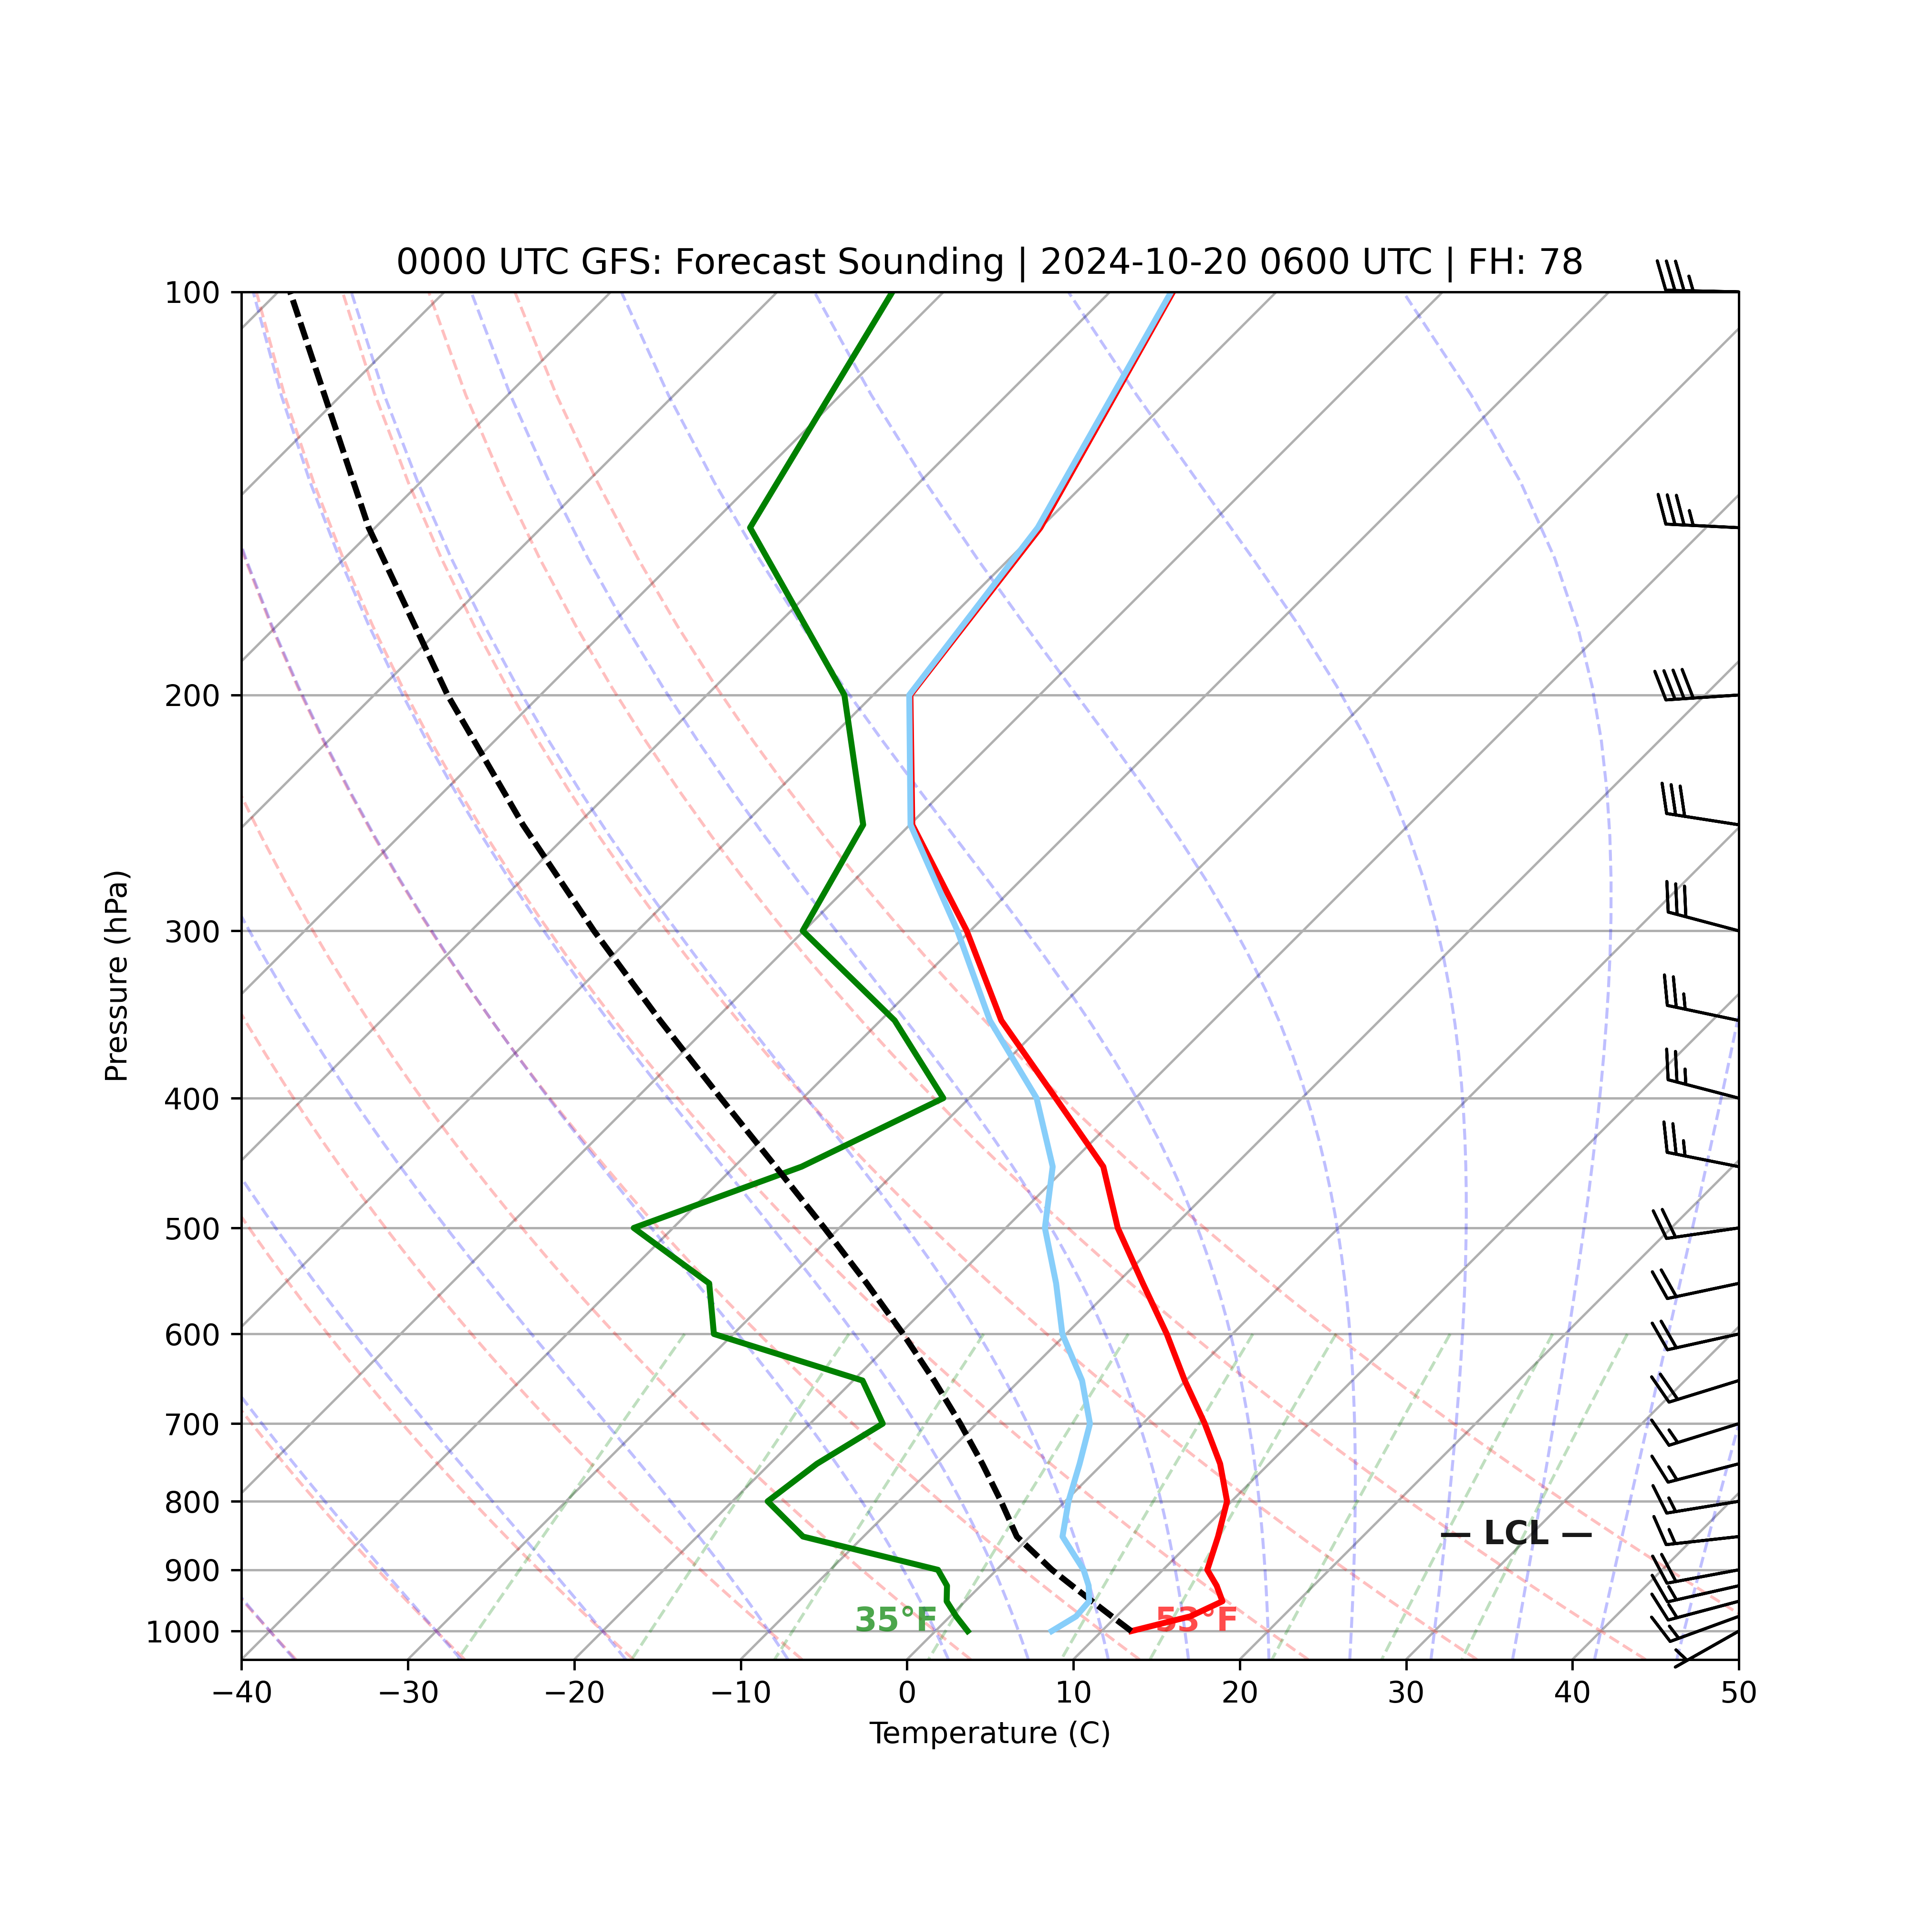 0000 UTC GFS: Forecast Sounding | 2024-10-20 0600 UTC | FH: 78
100
200
300
400
500
600
700
800
900
1000
Pressure (hPa)
— LCL —
35°F
53°F
−40 −30 −20 −10 0 10 20 30 40 50
Temperature (C)